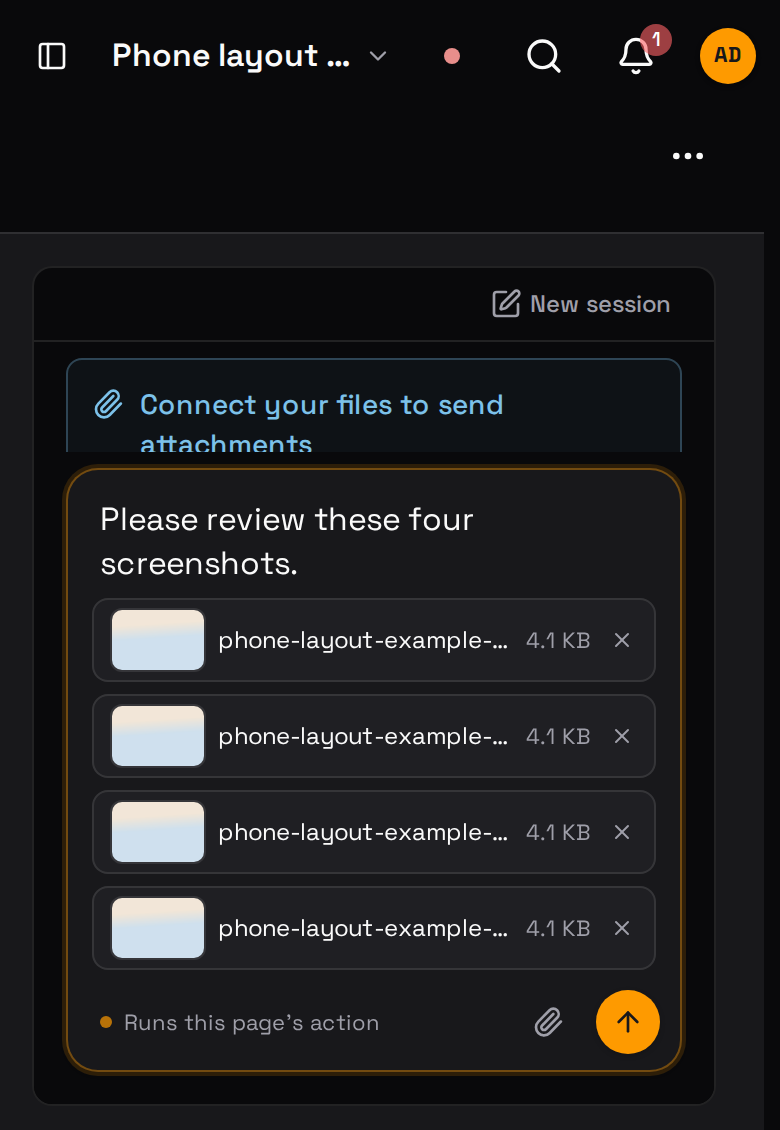 Phone layout ...
1
AD
New session
Connect your files to send
attachments
Please review these four
screenshots.
phone-layout-example-... 4.1 KB
phone-layout-example-... 4.1 KB
phone-layout-example-... 4.1 KB
phone-layout-example-... 4.1 KB
Runs this page's action